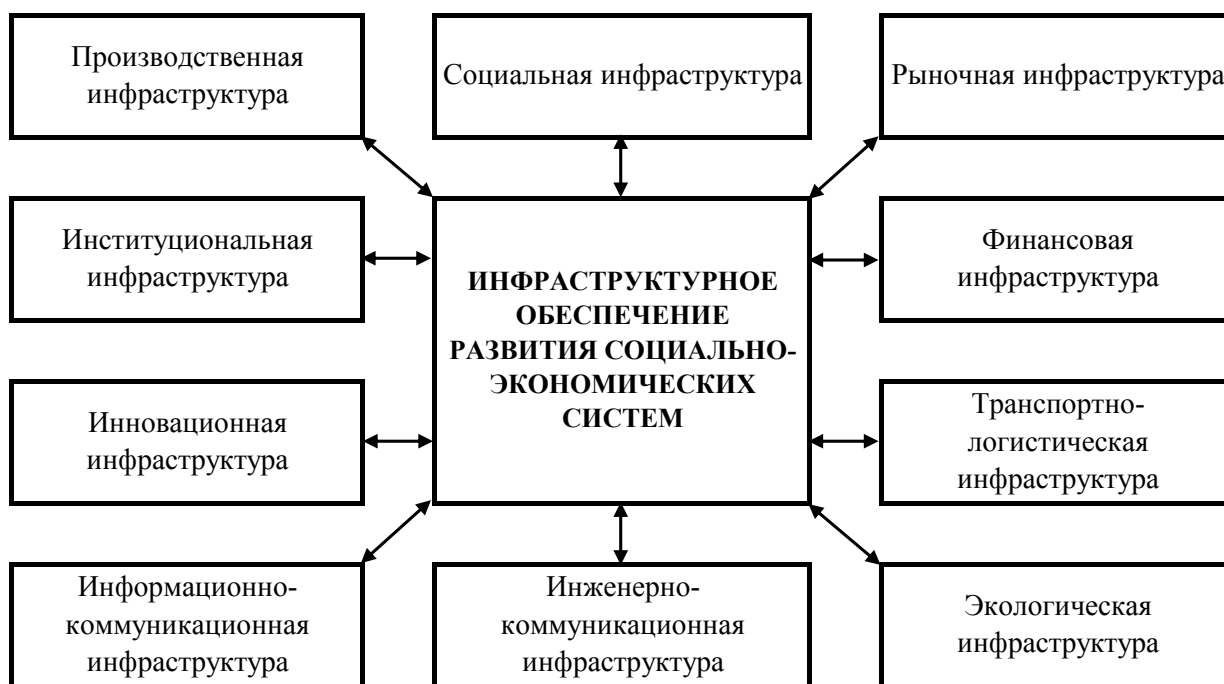 Производственная
инфраструктура
Социальная инфраструктура
Рыночная инфраструктура
Институциональная
инфраструктура
ИНФРАСТРУКТУРНОЕ
ОБЕСПЕЧЕНИЕ
РАЗВИТИЯ СОЦИАЛЬНО-
ЭКОНОМИЧЕСКИХ
СИСТЕМ
Финансовая
инфраструктура
Инновационная
инфраструктура
Транспортно-
логистическая
инфраструктура
Информационно-
коммуникационная
инфраструктура
Инженерно-
коммуникационная
инфраструктура
Экологическая
инфраструктура